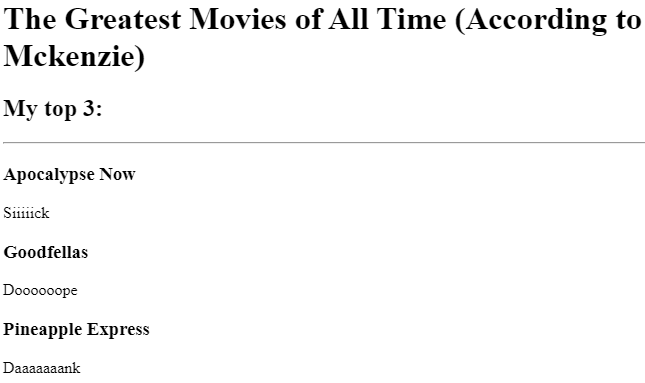 The Greatest Movies of All Time (According to
Mckenzie)
My top 3:
Apocalypse Now
Siiiiick
Goodfellas
Doooooope
Pineapple Express
Daaaaaaank